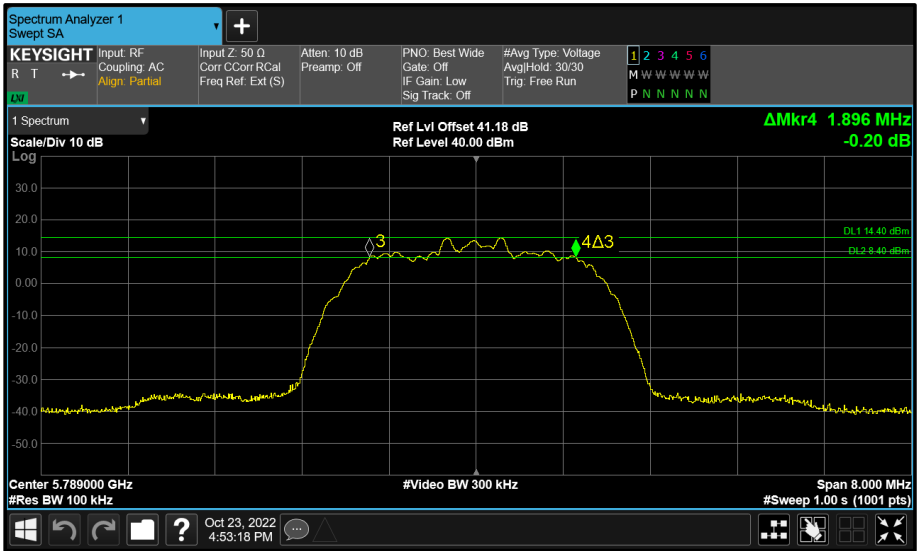 Spectrum Analyzer 1
Swept SA
+
KEYSIGHT Input: RF Input Z: 50 Ω Atten: 10 dB PNO: Best Wide #Avg Type: Voltage 1 2 3 4 5 6
R T Coupling: AC Corr CCorr RCal Preamp: Off Gate: Off Avg|Hold: 30/30 M W W W W W
Align: Partial Freq Ref: Ext (S) IF Gain: Low Trig: Free Run
LXI Sig Track: Off P N N N N N
1 Spectrum Ref Lvl Offset 41.18 dB ΔMkr4 1.896 MHz
Scale/Div 10 dB Ref Level 40.00 dBm -0.20 dB
Log
30.0
20.0
DL1 14.40 dBm
3 4Δ3
10.0 DL2 8.40 dBm
0.00
-10.0
-20.0
-30.0
-40.0
-50.0
Center 5.789000 GHz #Video BW 300 kHz Span 8.000 MHz
#Res BW 100 kHz #Sweep 1.00 s (1001 pts)
? Oct 23, 2022
4:53:18 PM